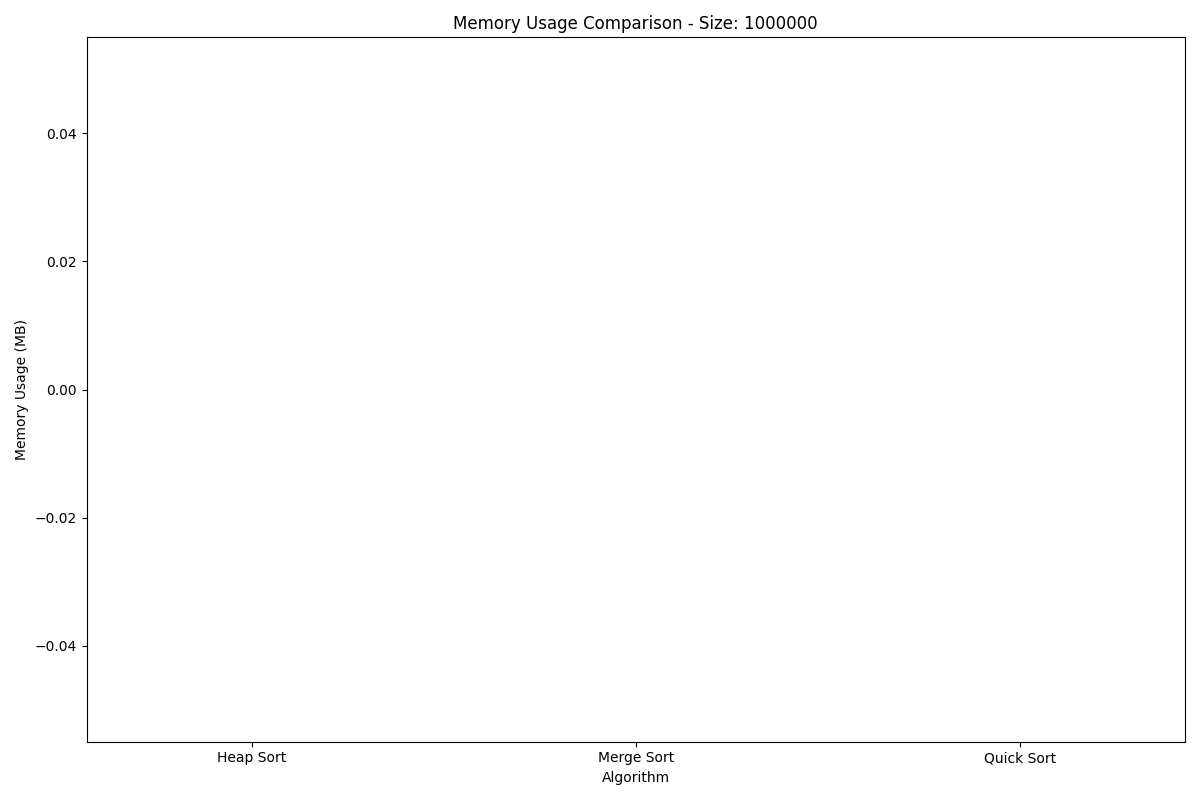 Memory Usage Comparison - Size: 1000000
Memory Usage (MB)
0.04
0.02
0.00
−0.02
−0.04
Heap Sort
Merge Sort
Quick Sort
Algorithm